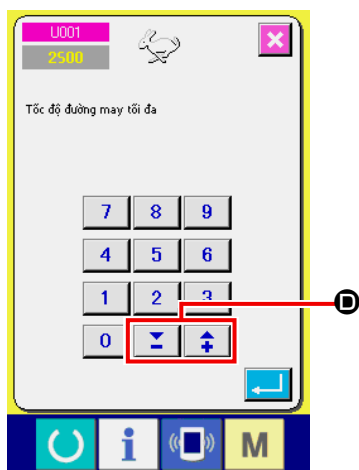 U001
2500
Tốc độ đường may tối đa
7 8 9
4 5 6
1 2 3
0
D
M